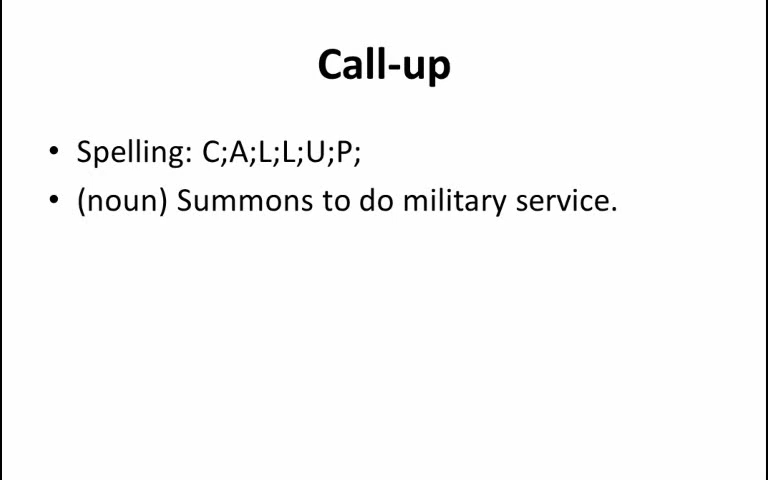 Call-up
• Spelling: C;A;L;L;U;P;
• (noun) Summons to do military service.